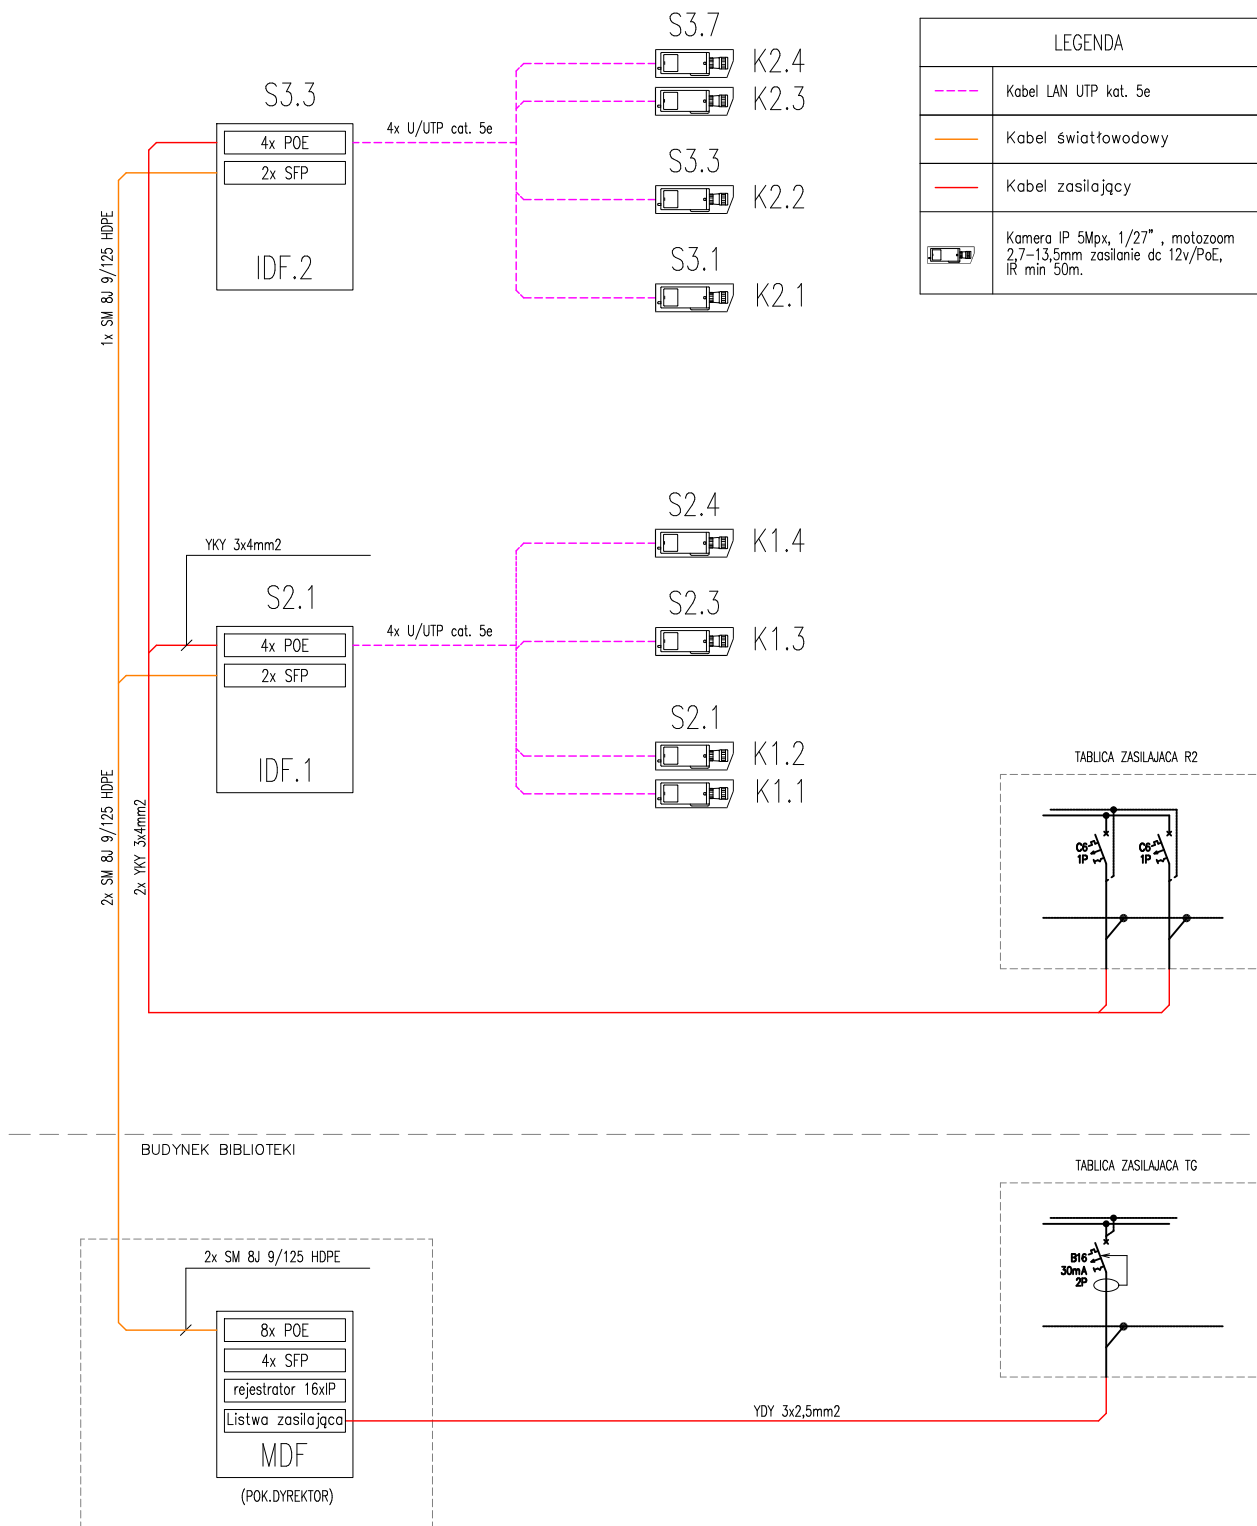 S3.7
K2.4
K2.3
S3.3
4x POE
2x SFP
IDF.2
4x U/UTP cat. 5e
S3.3
K2.2
S3.1
K2.1
LEGENDA
Kabel LAN UTP kat. 5e
Kabel światłowodowy
Kabel zasilający
Kamera IP 5Mpx, 1/27" , motozoom
2,7-13,5mm zasilanie dc 12v/PoE,
IR min 50m.
1x SM 8J 9/125 HDPE
YKY 3x4mm2
S2.1
4x POE
2x SFP
IDF.1
4x U/UTP cat. 5e
S2.4
K1.4
S2.3
K1.3
S2.1
K1.2
K1.1
2x SM 8J 9/125 HDPE
2x YKY 3x4mm2
TABLICA ZASILAJACA R2
C6
1P
C6
1P
BUDYNEK BIBLIOTEKI
TABLICA ZASILAJACA TG
B16
30mA
2P
2x SM 8J 9/125 HDPE
8x POE
4x SFP
rejestrator 16xIP
Listwa zasilająca
MDF
(POK.DYREKTOR)
YDY 3x2,5mm2